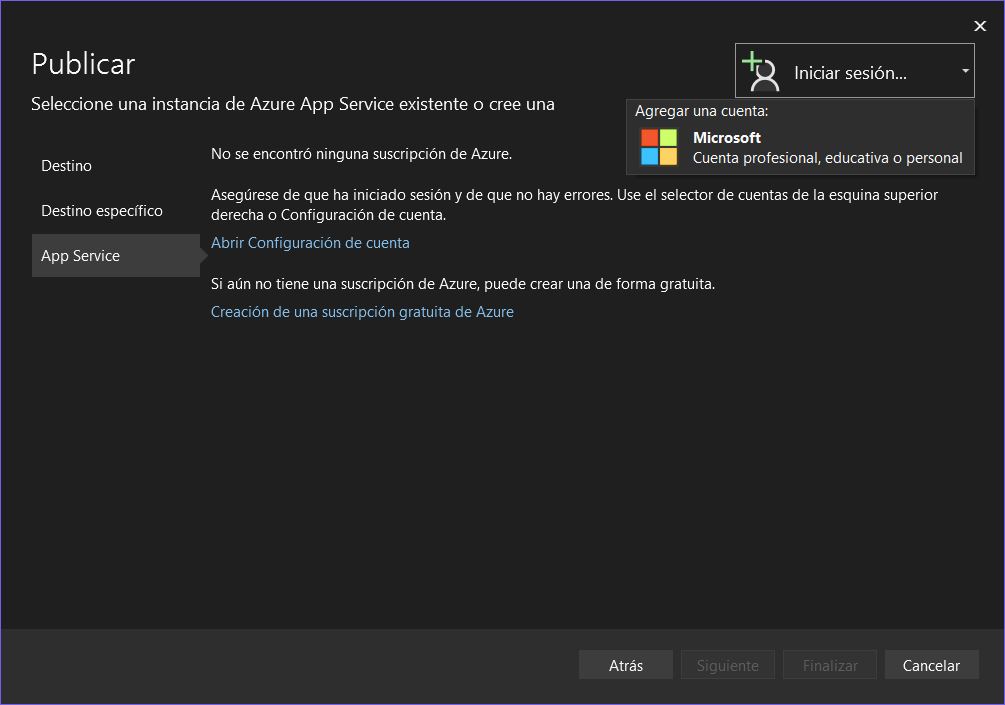 Publicar
Iniciar sesión...
Seleccione una instancia de Azure App Service existente o cree una
Agregar una cuenta:
Microsoft
Cuenta profesional, educativa o personal
Destino
Destino específico
App Service
No se encontró ninguna suscripción de Azure.
Asegúrese de que ha iniciado sesión y de que no hay errores. Use el selector de cuentas de la esquina superior
derecha o Configuración de cuenta.
Abrir Configuración de cuenta
Si aún no tiene una suscripción de Azure, puede crear una de forma gratuita.
Creación de una suscripción gratuita de Azure
Atrás
Siguiente
Finalizar
Cancelar